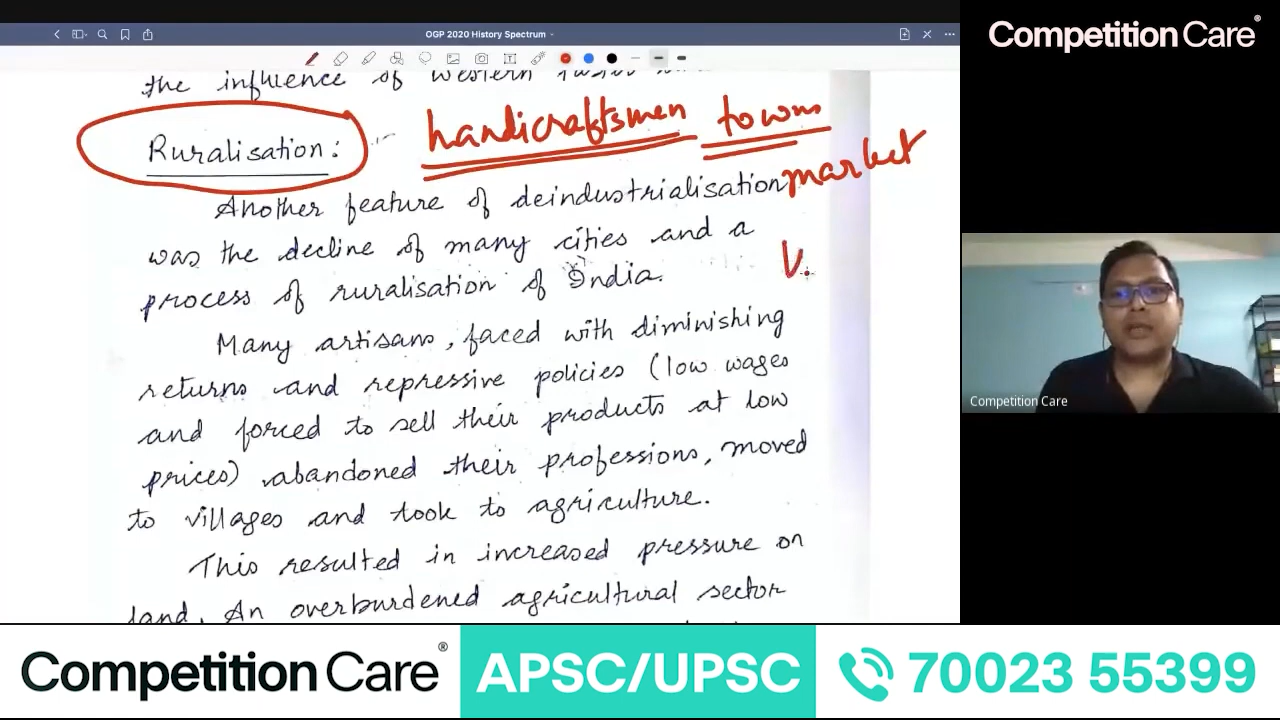 OGP 2020 History Spectrum
Competition Care®
the influence of western
handicraftsmen towns
Ruralisation:
market
Another feature of deindustrialisation
was the decline of many cities and a
process of ruralisation of India.
V
Many artisans, faced with diminishing
returns and repressive policies (low wages
and forced to sell their products at low
prices) abandoned their professions, moved
to villages and took to agriculture.
This resulted in increased pressure on
land. An overburdened agricultural sector
Competition Care
Competition Care® APSC/UPSC 70023 55399